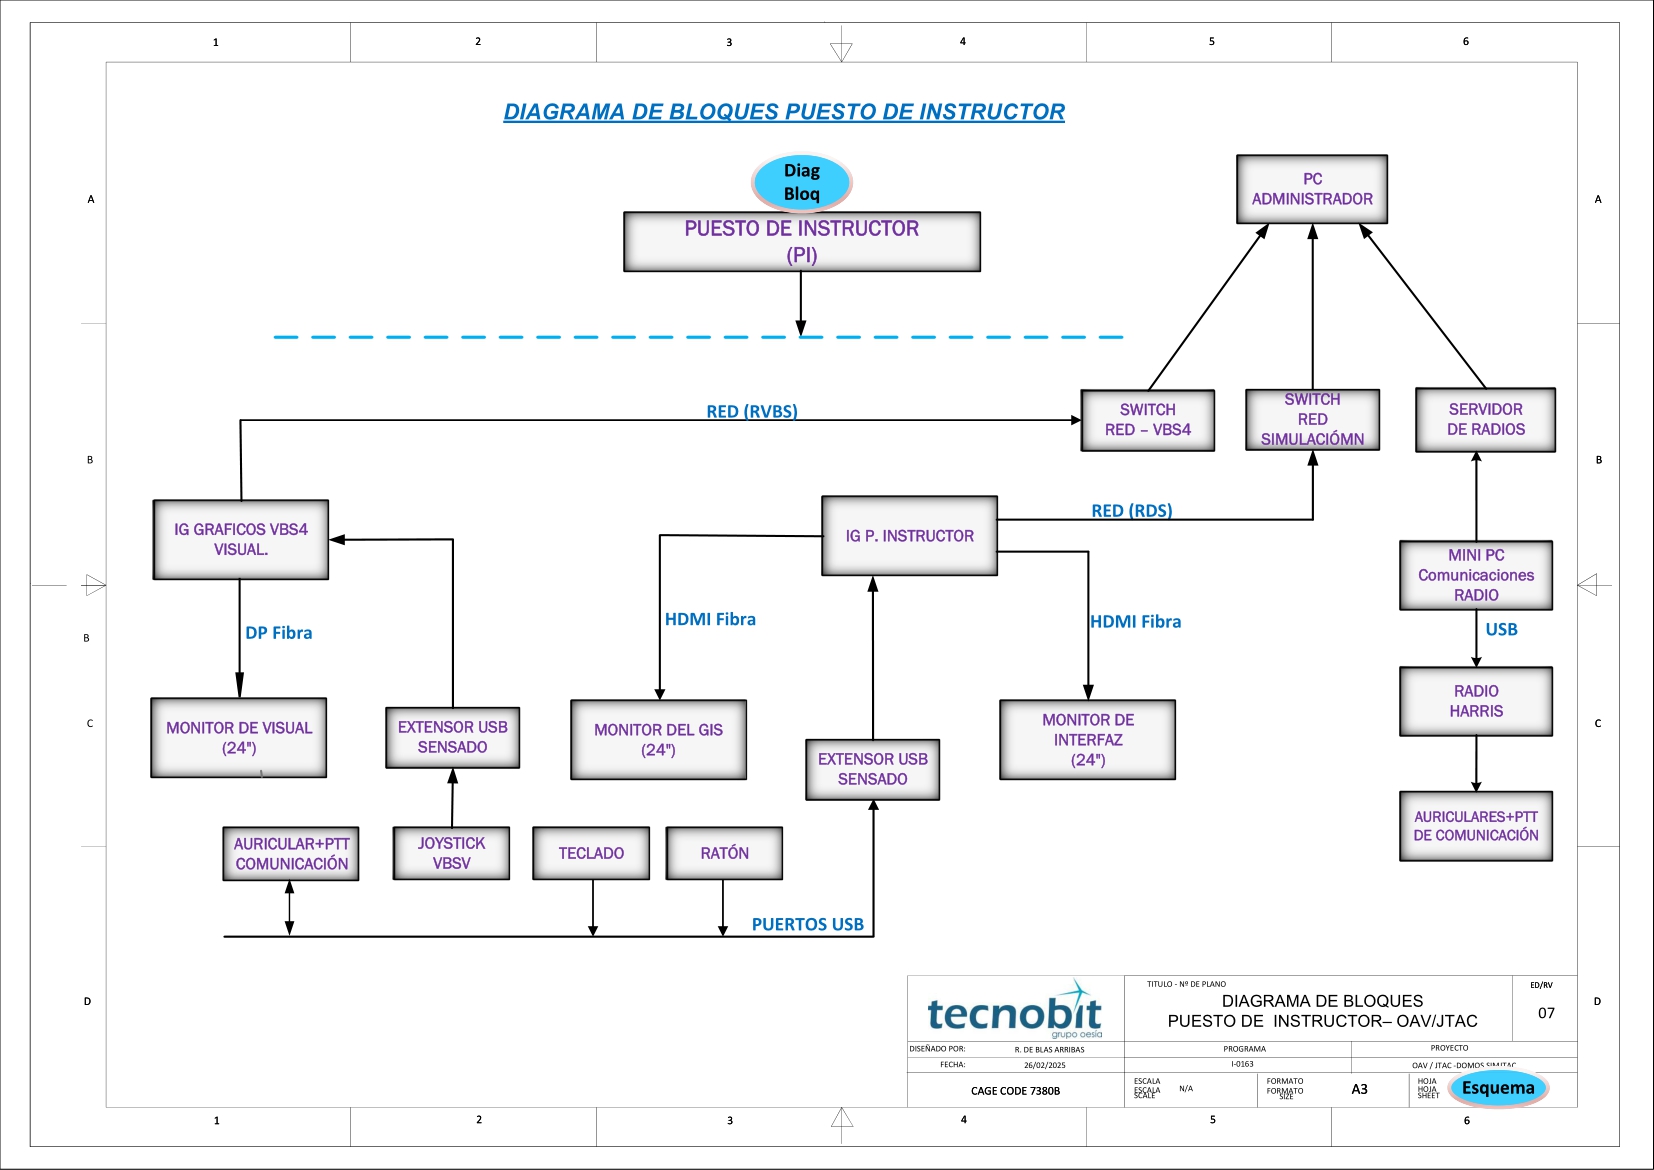 1 2 3 4 5 6
DIAGRAMA DE BLOQUES PUESTO DE INSTRUCTOR
Diag
Bloq
PUESTO DE INSTRUCTOR
(PI)
PC
ADMINISTRADOR
A
A
RED (RVBS)
SWITCH
RED – VBS4
SWITCH
RED
SIMULACIÓMN
SERVIDOR
DE RADIOS
B
B
IG GRAFICOS VBS4
VISUAL.
IG P. INSTRUCTOR
RED (RDS)
MINI PC
Comunicaciones
RADIO
DP Fibra
HDMI Fibra
HDMI Fibra
USB
B
MONITOR DE VISUAL
(24")
EXTENSOR USB
SENSADO
MONITOR DEL GIS
(24")
EXTENSOR USB
SENSADO
MONITOR DE
INTERFAZ
(24")
RADIO
HARRIS
C
C
AURICULAR+PTT
COMUNICACIÓN
JOYSTICK
VBSV
TECLADO
RATÓN
AURICULARES+PTT
DE COMUNICACIÓN
PUERTOS USB
D
D
tecnobit
grupo oesía
TITULO - Nº DE PLANO
DIAGRAMA DE BLOQUES
PUESTO DE INSTRUCTOR– OAV/JTAC
ED/RV
07
DISEÑADO POR:
R. DE BLAS ARRIBAS
PROGRAMA
PROYECTO
FECHA:
26/02/2025
I-0163
OAV / JTAC -DOMOS SIMJTAC
CAGE CODE 7380B
ESCALA
ESCALA
SCALE
N/A
FORMATO
FORMATO
SIZE
A3
HOJA
HOJA
SHEET
Esquema
1 2 3 4 5 6